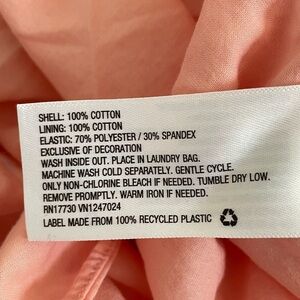 SHELL: 100% COTTON
LINING: 100% COTTON
ELASTIC: 70% POLYESTER / 30% SPANDEX
EXCLUSIVE OF DECORATION
WASH INSIDE OUT. PLACE IN LAUNDRY BAG.
MACHINE WASH COLD SEPARATELY. GENTLE CYCLE.
ONLY NON-CHLORINE BLEACH IF NEEDED. TUMBLE DRY LOW.
REMOVE PROMPTLY. WARM IRON IF NEEDED.
RN17730 VN1247024
LABEL MADE FROM 100% RECYCLED PLASTIC